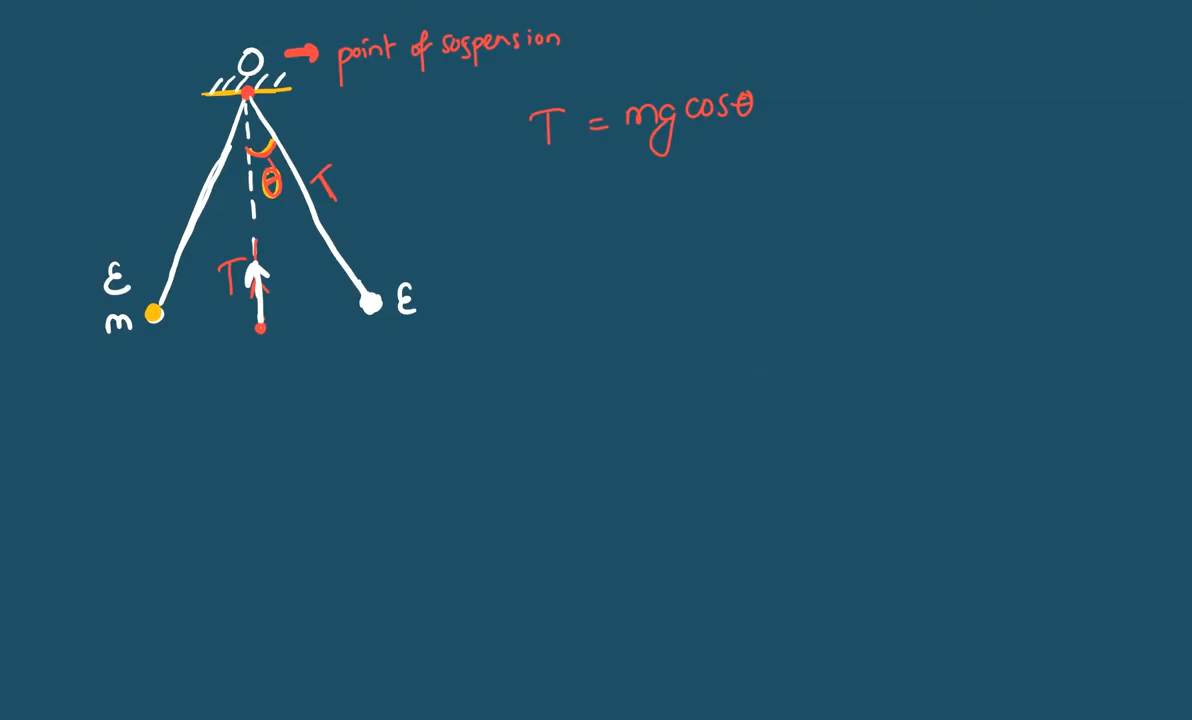 O → point of suspension
T = mg cosθ
θ T
T
ε
m
ε